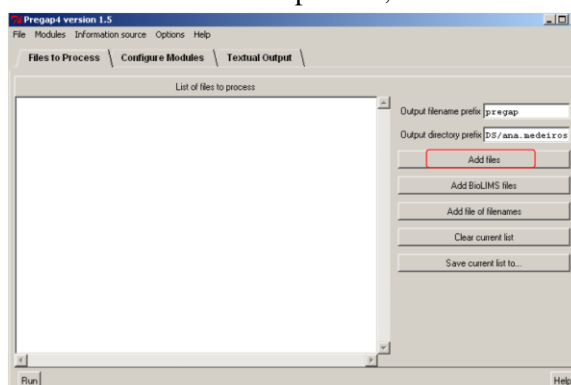 Pregap4 version 1.5
File Modules Information source Options Help
Files to Process Configure Modules Textual Output
List of files to process
Output filename prefix pregap
Output directory prefix DS/ana.medeiros
Add files
Add BioLIMS files
Add file of filenames
Clear current list
Save current list to...
Run Help